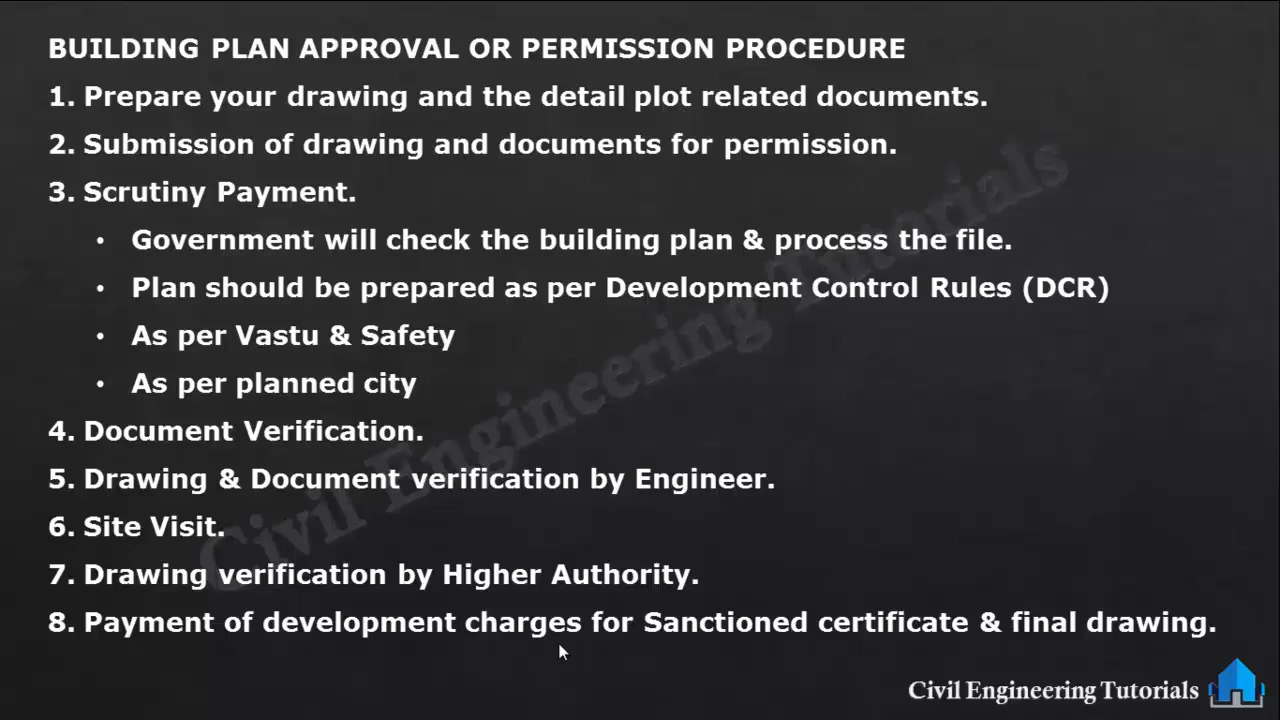 BUILDING PLAN APPROVAL OR PERMISSION PROCEDURE
1. Prepare your drawing and the detail plot related documents.
2. Submission of drawing and documents for permission.
3. Scrutiny Payment.
• Government will check the building plan & process the file.
• Plan should be prepared as per Development Control Rules (DCR)
• As per Vastu & Safety
• As per planned city
4. Document Verification.
5. Drawing & Document verification by Engineer.
6. Site Visit.
7. Drawing verification by Higher Authority.
8. Payment of development charges for Sanctioned certificate & final drawing.
Civil Engineering Tutorials
Civil Engineering Tutorials